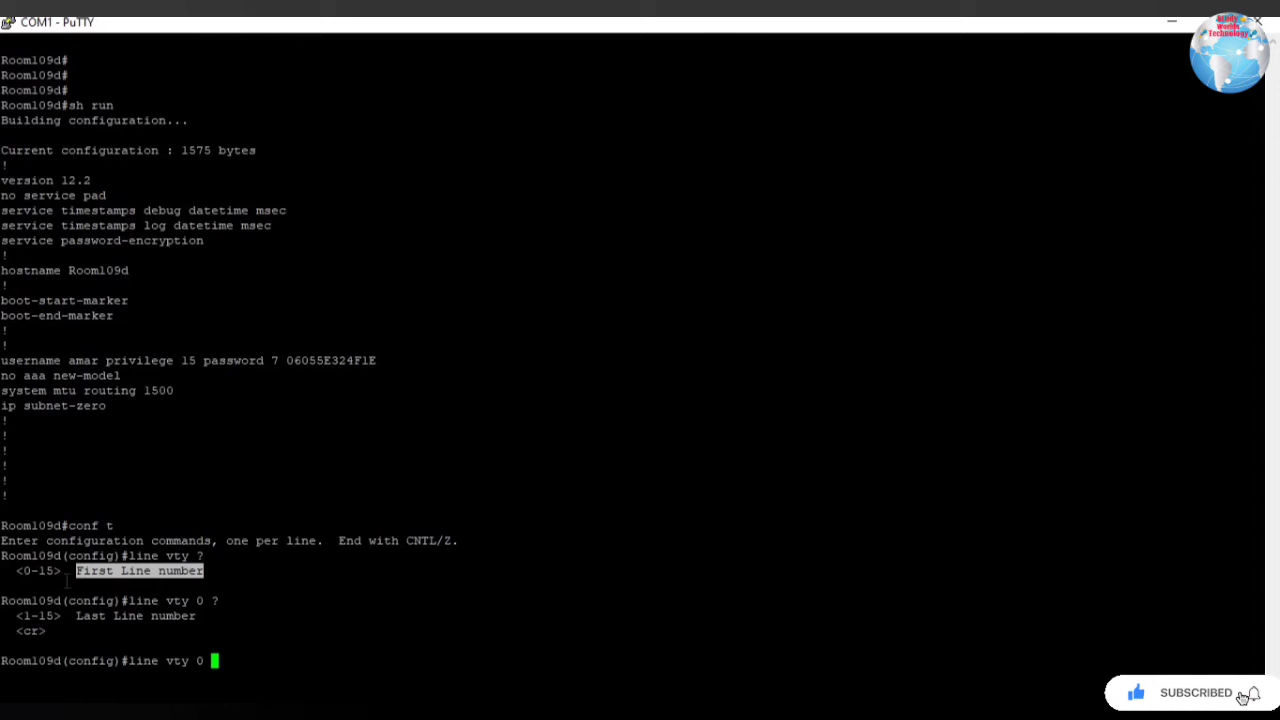 COM1 - PuTTY
Study
Worlds
Technology
Room109d#
Room109d#
Room109d#
Room109d#sh run
Building configuration...
Current configuration : 1575 bytes
!
version 12.2
no service pad
service timestamps debug datetime msec
service timestamps log datetime msec
service password-encryption
!
hostname Room109d
!
boot-start-marker
boot-end-marker
!
!
username amar privilege 15 password 7 06055E324F1E
no aaa new-model
system mtu routing 1500
ip subnet-zero
!
!
!
!
!
!
Room109d#conf t
Enter configuration commands, one per line.  End with CNTL/Z.
Room109d(config)#line vty ?
  <0-15>  First Line number
Room109d(config)#line vty 0 ?
  <1-15>  Last Line number
  <cr>
Room109d(config)#line vty 0
SUBSCRIBED